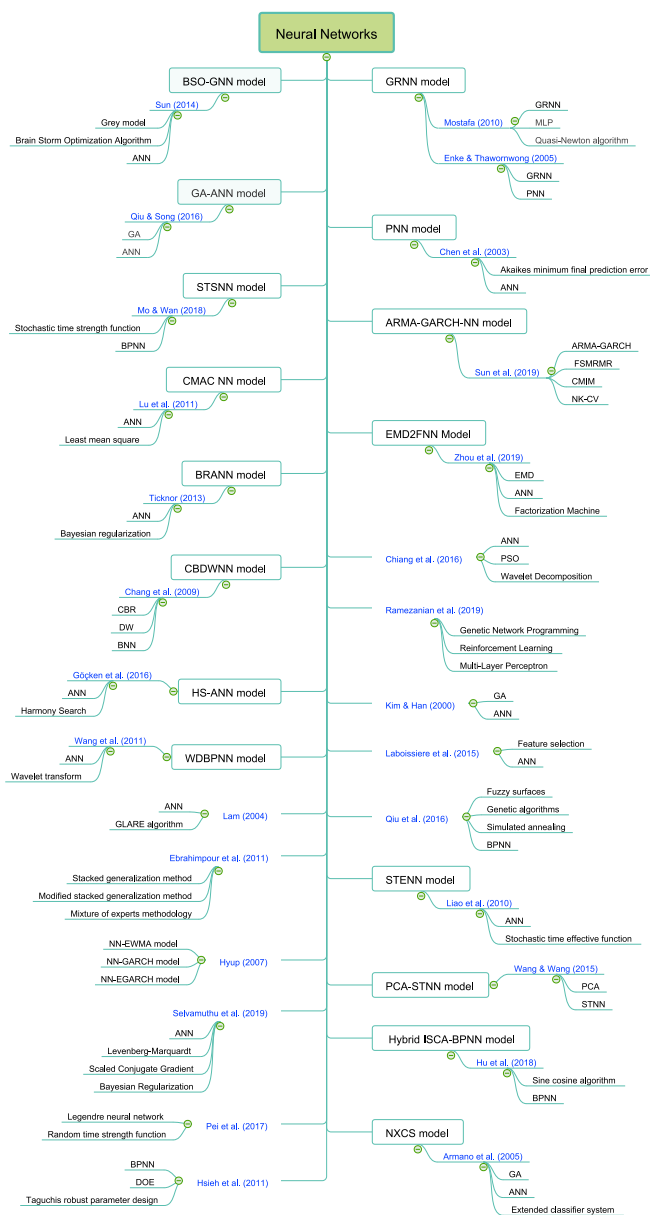 Neural Networks
BSO-GNN model
Sun (2014)
Grey model
Brain Storm Optimization Algorithm
ANN
GA-ANN model
Qiu & Song (2016)
GA
ANN
STSNN model
Mo & Wan (2018)
Stochastic time strength function
BPNN
CMAC NN model
Lu et al. (2011)
ANN
Least mean square
BRANN model
Ticknor (2013)
ANN
Bayesian regularization
CBDWNN model
Chang et al. (2009)
CBR
DW
BNN
Göçken et al. (2016)
HS-ANN model
ANN
Harmony Search
Wang et al. (2011)
WDBPNN model
ANN
Wavelet transform
ANN
Lam (2004)
GLARE algorithm
Ebrahimpour et al. (2011)
Stacked generalization method
Modified stacked generalization method
Mixture of experts methodology
NN-EWMA model
NN-GARCH model
Hyup (2007)
NN-EGARCH model
Selvamuthu et al. (2019)
ANN
Levenberg-Marquardt
Scaled Conjugate Gradient
Bayesian Regularization
Legendre neural network
Pei et al. (2017)
Random time strength function
BPNN
DOE
Hsieh et al. (2011)
Taguchis robust parameter design
GRNN model
GRNN
Mostafa (2010)
MLP
Quasi-Newton algorithm
Enke & Thawornwong (2005)
GRNN
PNN
PNN model
Chen et al. (2003)
Akaikes minimum final prediction error
ANN
ARMA-GARCH-NN model
ARMA-GARCH
FSMRMR
Sun et al. (2019)
CMIM
NK-CV
EMD2FNN Model
Zhou et al. (2019)
EMD
ANN
Factorization Machine
ANN
Chiang et al. (2016)
PSO
Wavelet Decomposition
Ramezanian et al. (2019)
Genetic Network Programming
Reinforcement Learning
Multi-Layer Perceptron
GA
Kim & Han (2000)
ANN
Feature selection
Laboissiere et al. (2015)
ANN
Fuzzy surfaces
Genetic algorithms
Qiu et al. (2016)
Simulated annealing
BPNN
STENN model
Liao et al. (2010)
ANN
Stochastic time effective function
Wang & Wang (2015)
PCA-STNN model
PCA
STNN
Hybrid ISCA-BPNN model
Hu et al. (2018)
Sine cosine algorithm
BPNN
NXCS model
Armano et al. (2005)
GA
ANN
Extended classifier system